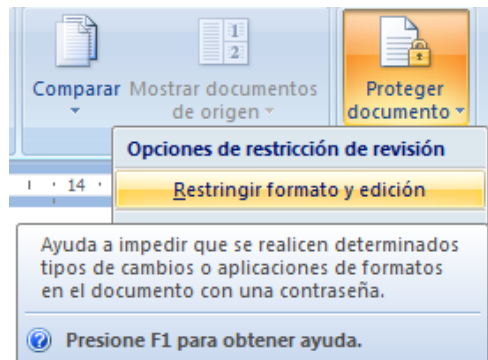 1
2
Comparar Mostrar documentos Proteger
de origen documento
Opciones de restricción de revisión
14
Restringir formato y edición
Ayuda a impedir que se realicen determinados
tipos de cambios o aplicaciones de formatos
en el documento con una contraseña.
Presione F1 para obtener ayuda.